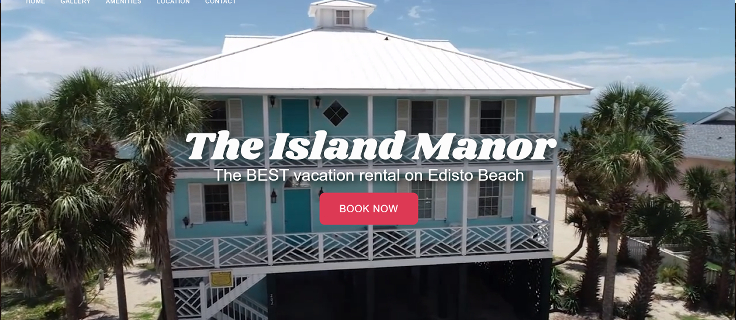 HOME GALLERY AMENITIES LOCATION CONTACT
The Island Manor
The BEST vacation rental on Edisto Beach
BOOK NOW